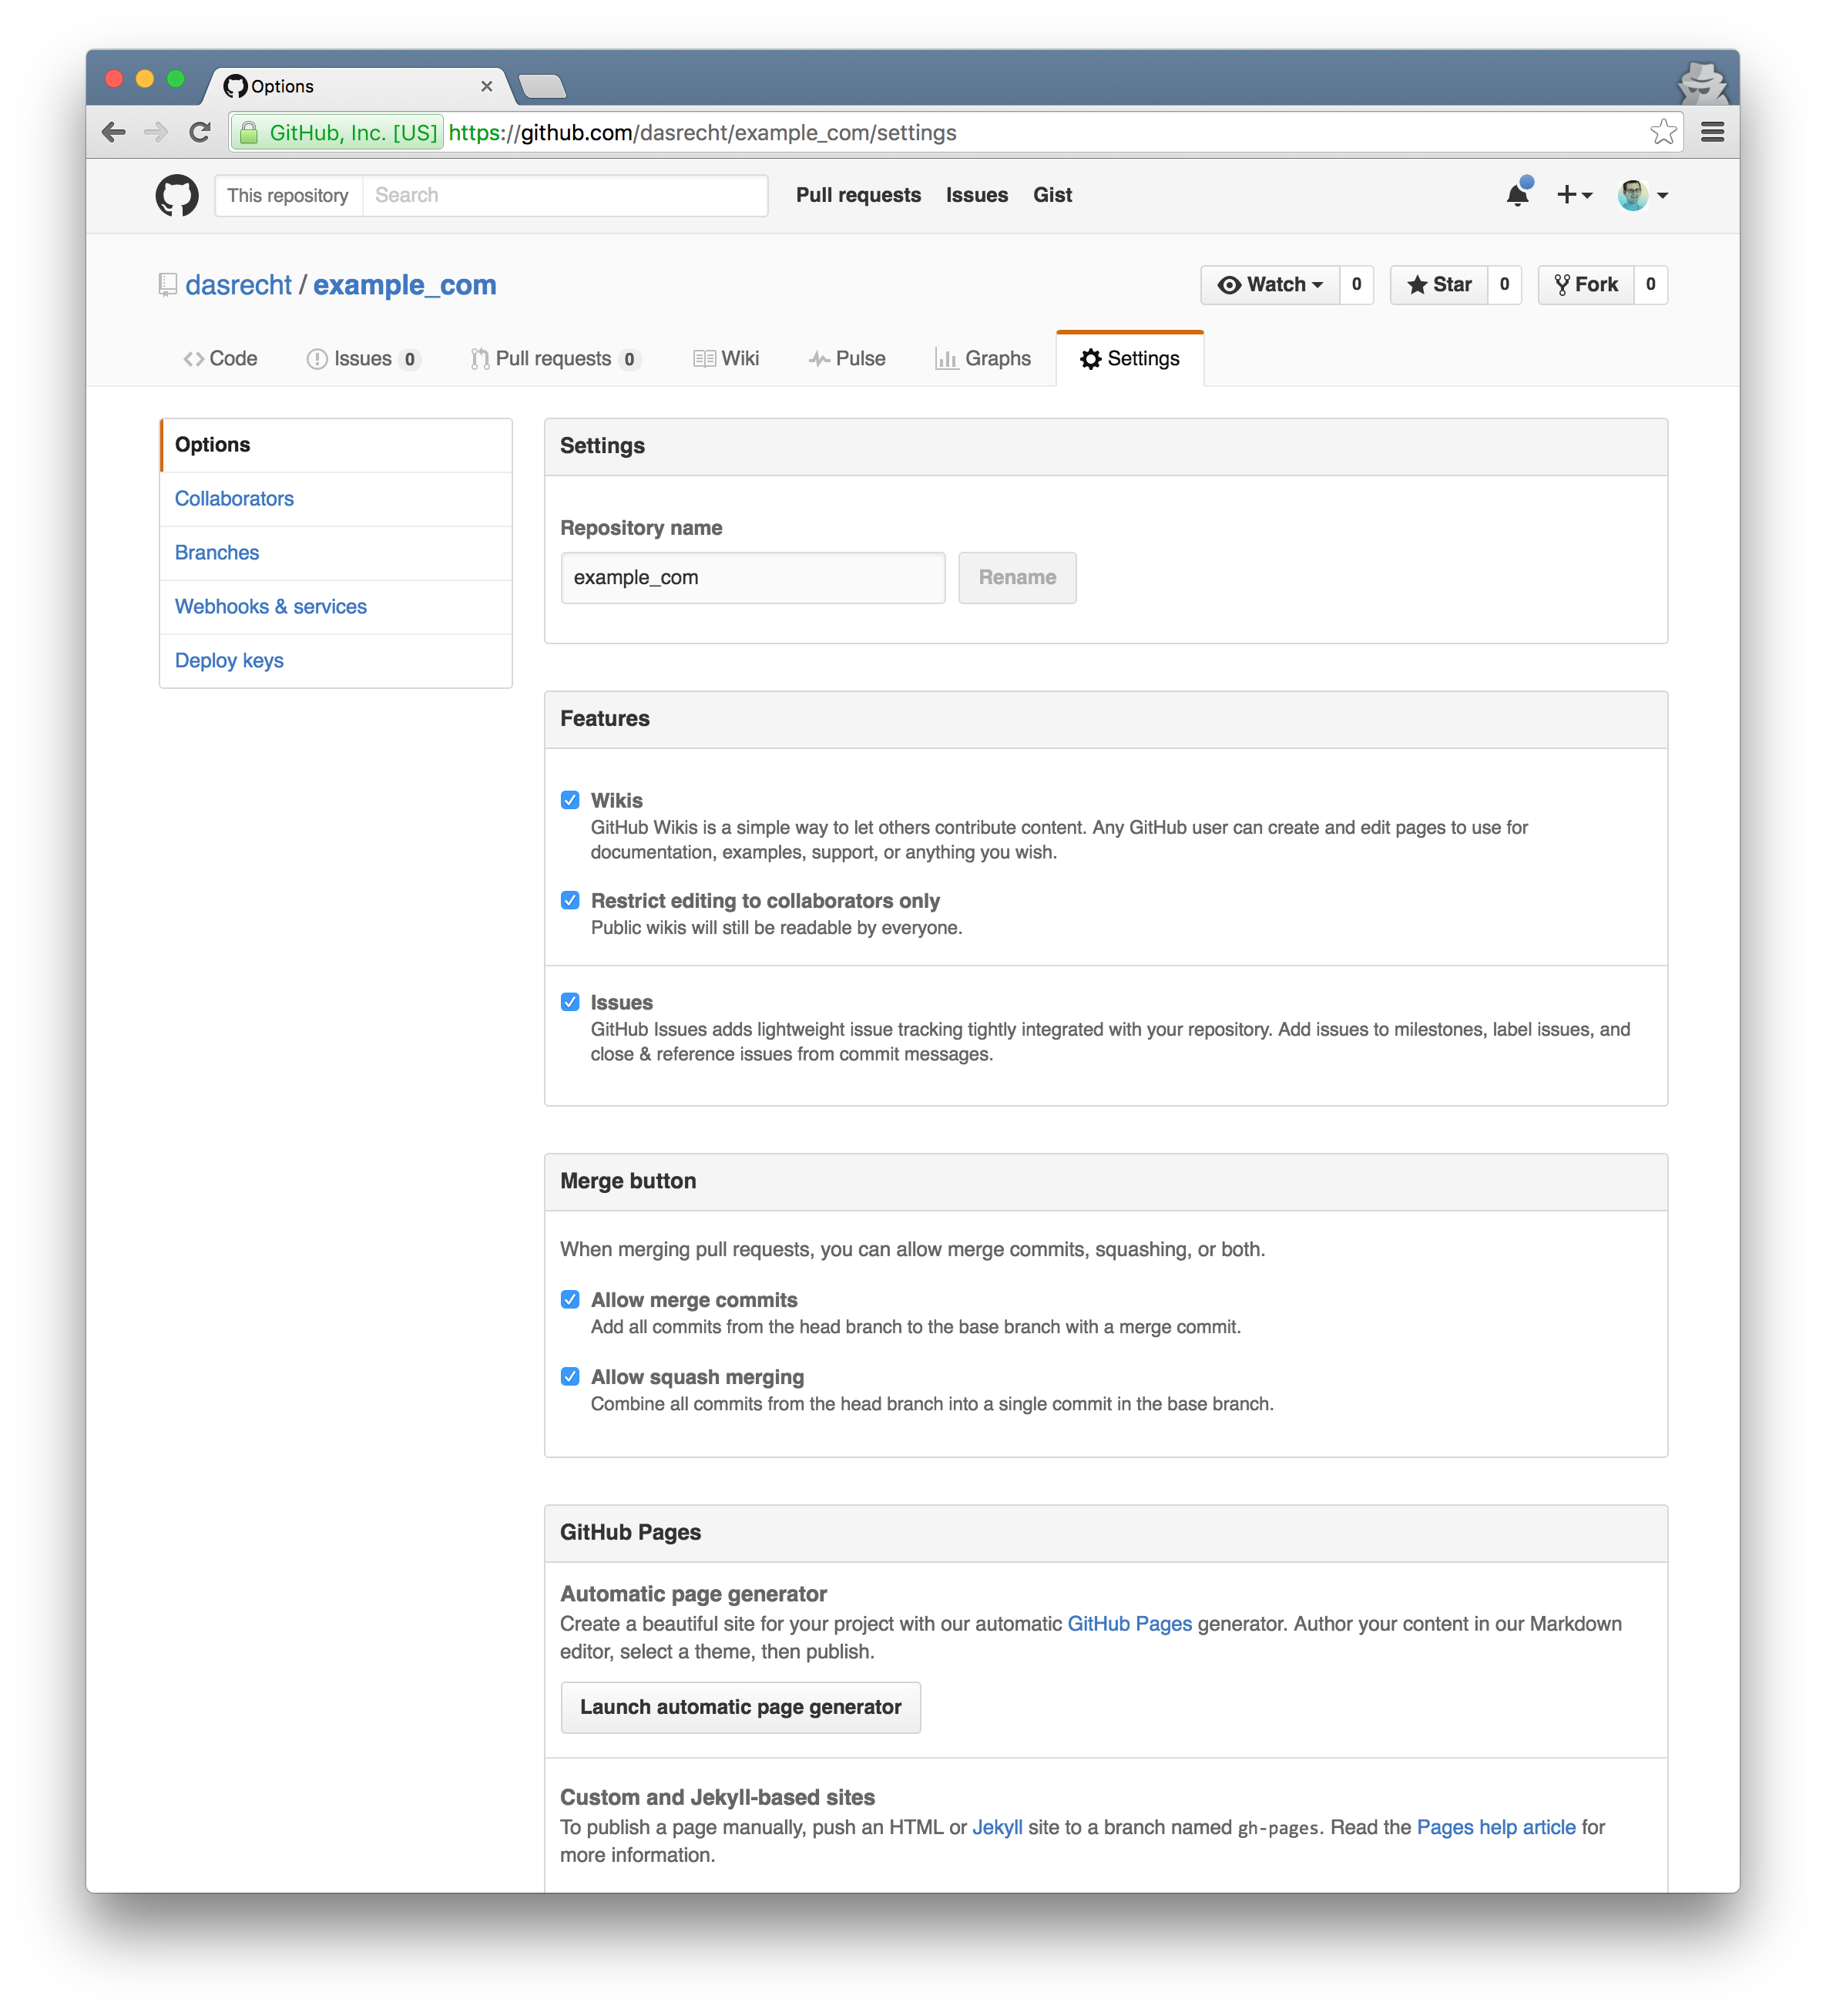 Options
GitHub, Inc. [US] https://github.com/dasrecht/example_com/settings
This repository Search Pull requests Issues Gist
dasrecht / example_com Watch 0 Star 0 Fork 0
Code Issues 0 Pull requests 0 Wiki Pulse Graphs Settings
Options
Collaborators
Branches
Webhooks & services
Deploy keys
Settings
Repository name
example_com Rename
Features
Wikis
GitHub Wikis is a simple way to let others contribute content. Any GitHub user can create and edit pages to use for
documentation, examples, support, or anything you wish.
Restrict editing to collaborators only
Public wikis will still be readable by everyone.
Issues
GitHub Issues adds lightweight issue tracking tightly integrated with your repository. Add issues to milestones, label issues, and
close & reference issues from commit messages.
Merge button
When merging pull requests, you can allow merge commits, squashing, or both.
Allow merge commits
Add all commits from the head branch to the base branch with a merge commit.
Allow squash merging
Combine all commits from the head branch into a single commit in the base branch.
GitHub Pages
Automatic page generator
Create a beautiful site for your project with our automatic GitHub Pages generator. Author your content in our Markdown
editor, select a theme, then publish.
Launch automatic page generator
Custom and Jekyll-based sites
To publish a page manually, push an HTML or Jekyll site to a branch named gh-pages. Read the Pages help article for
more information.